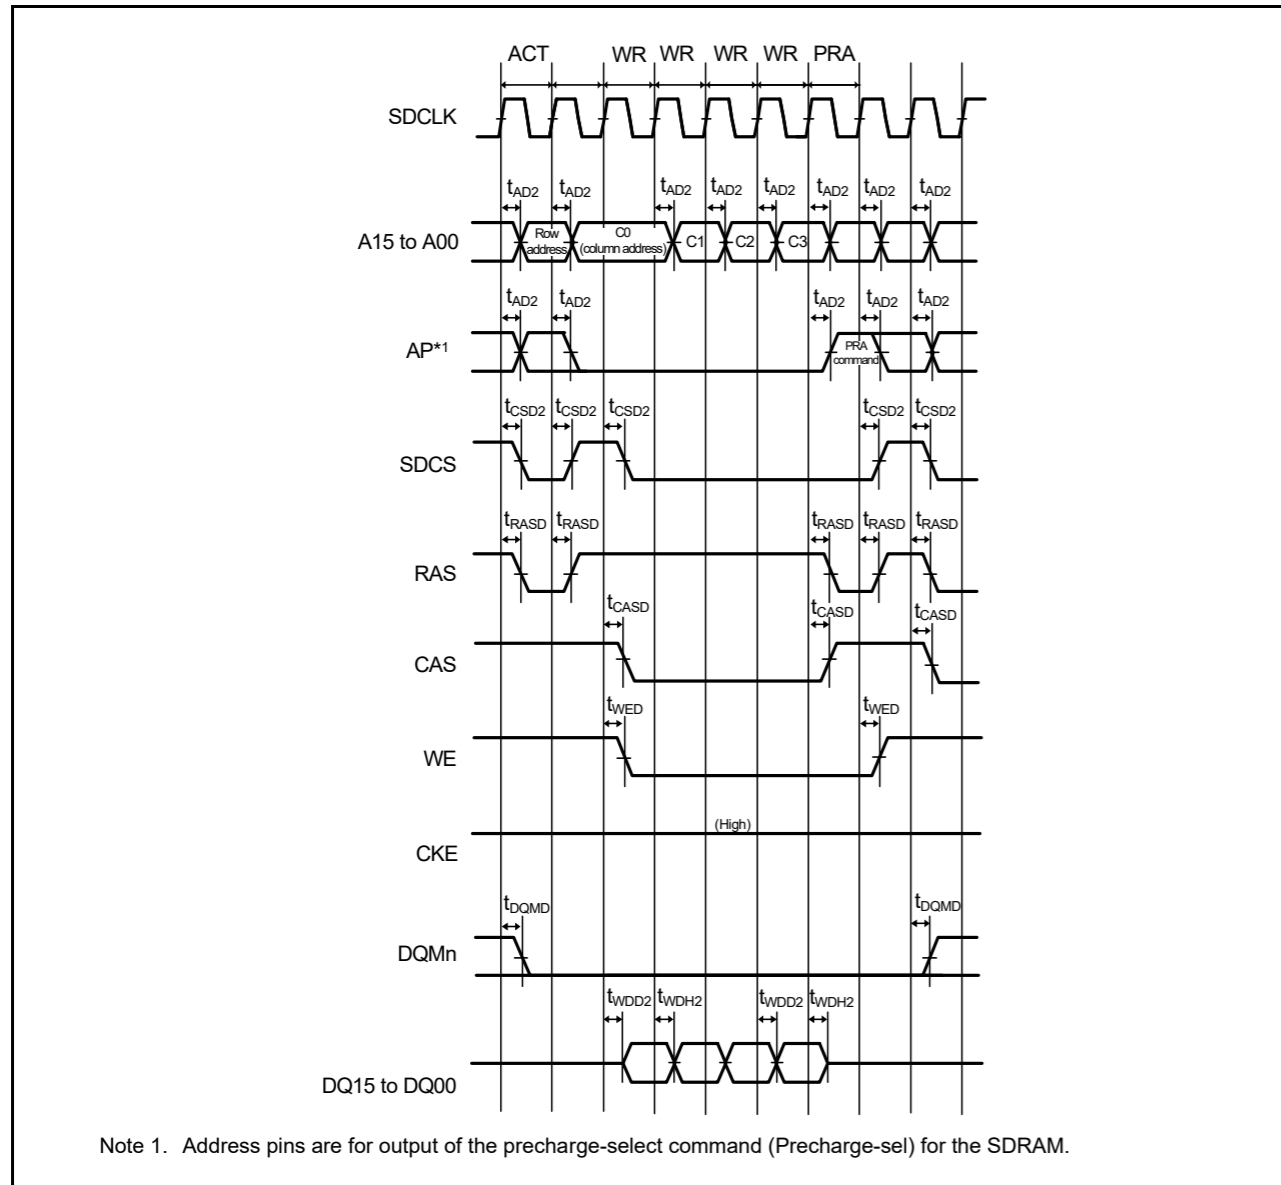 ACT WR WR WR WR PRA
SDCLK
tAD2 tAD2 tAD2 tAD2 tAD2 tAD2 tAD2 tAD2
A15 to A00
Row
address
C0
(column address)
C1 C2 C3
tAD2 tAD2 tAD2 tAD2 tAD2
AP*1
PRA
command
tCSD2 tCSD2 tCSD2 tCSD2 tCSD2
SDCS
tRASD tRASD tRASD tRASD tRASD
RAS
tCASD tCASD tCASD
CAS
tWED tWED
WE
(High)
CKE
tDQMD tDQMD
DQMn
tWDD2 tWDH2 tWDD2 tWDH2
DQ15 to DQ00
Note 1. Address pins are for output of the precharge-select command (Precharge-sel) for the SDRAM.